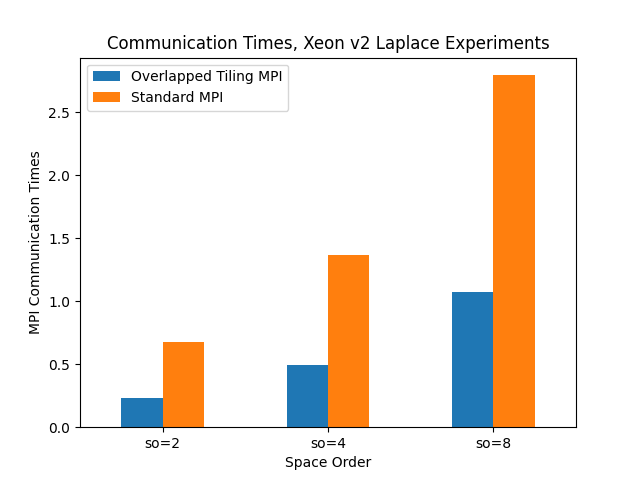 Communication Times, Xeon v2 Laplace Experiments
Overlapped Tiling MPI
Standard MPI
MPI Communication Times
2.5
2.0
1.5
1.0
0.5
0.0
so=2 so=4 so=8
Space Order